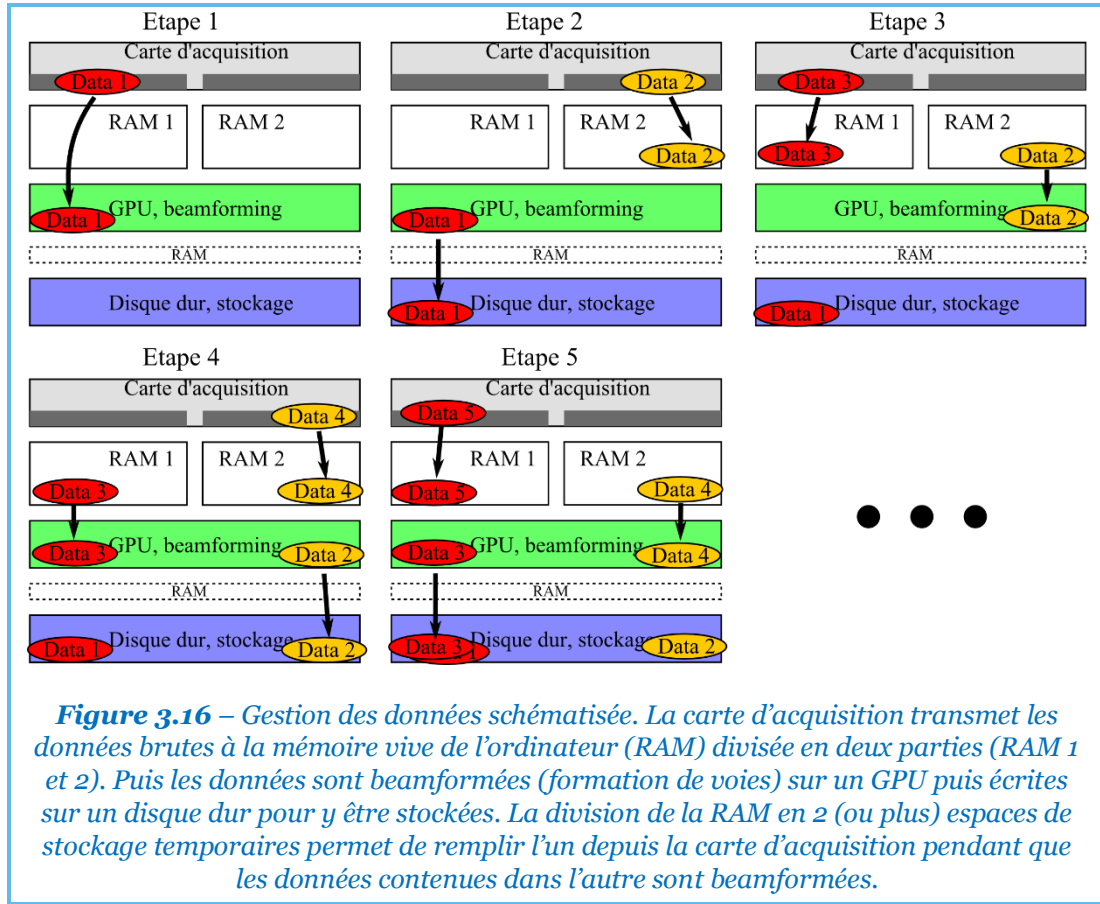 Etape 1
Carte d'acquisition
Data 1
RAM 1
RAM 2
GPU, beamforming
Data 1
RAM
Disque dur, stockage
Etape 2
Carte d'acquisition
Data 2
RAM 1
RAM 2
Data 2
GPU, beamforming
Data 1
RAM
Disque dur, stockage
Data 1
Etape 3
Carte d'acquisition
Data 3
RAM 1
RAM 2
Data 3
Data 2
GPU, beamforming
Data 2
RAM
Disque dur, stockage
Data 1
Etape 4
Carte d'acquisition
Data 4
RAM 1
RAM 2
Data 3
Data 4
GPU, beamforming
Data 3
Data 2
RAM
Disque dur, stockage
Data 1
Data 2
Etape 5
Carte d'acquisition
Data 5
RAM 1
RAM 2
Data 5
Data 4
GPU, beamforming
Data 3
Data 4
RAM
Disque dur, stockage
Data 3
1
Data 2
Figure 3.16 – Gestion des données schématisée. La carte d’acquisition transmet les
données brutes à la mémoire vive de l’ordinateur (RAM) divisée en deux parties (RAM 1
et 2). Puis les données sont beamformées (formation de voies) sur un GPU puis écrites
sur un disque dur pour y être stockées. La division de la RAM en 2 (ou plus) espaces de
stockage temporaires permet de remplir l’un depuis la carte d’acquisition pendant que
les données contenues dans l’autre sont beamformées.